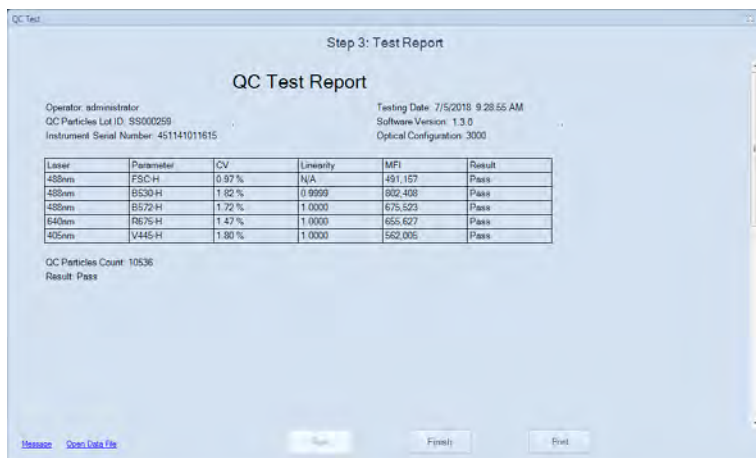 QC Test
Step 3: Test Report
QC Test Report
Operator: administrator
Testing Date: 7/5/2018 9:28:55 AM
QC Particles Lot ID: SS000259
Software Version: 1.3.0
Instrument Serial Number: 451141011615
Optical Configuration: 3000
Laser Parameter CV Linearity MFI Result
488nm FSC-H 0.97 % N/A 491,157 Pass
488nm B530-H 1.82 % 0.9999 802,408 Pass
488nm B572-H 1.72 % 1.0000 675,523 Pass
640nm R675-H 1.47 % 1.0000 655,627 Pass
405nm V445-H 1.80 % 1.0000 562,005 Pass
QC Particles Count: 10536
Result: Pass
Message Open Data File Finish Print